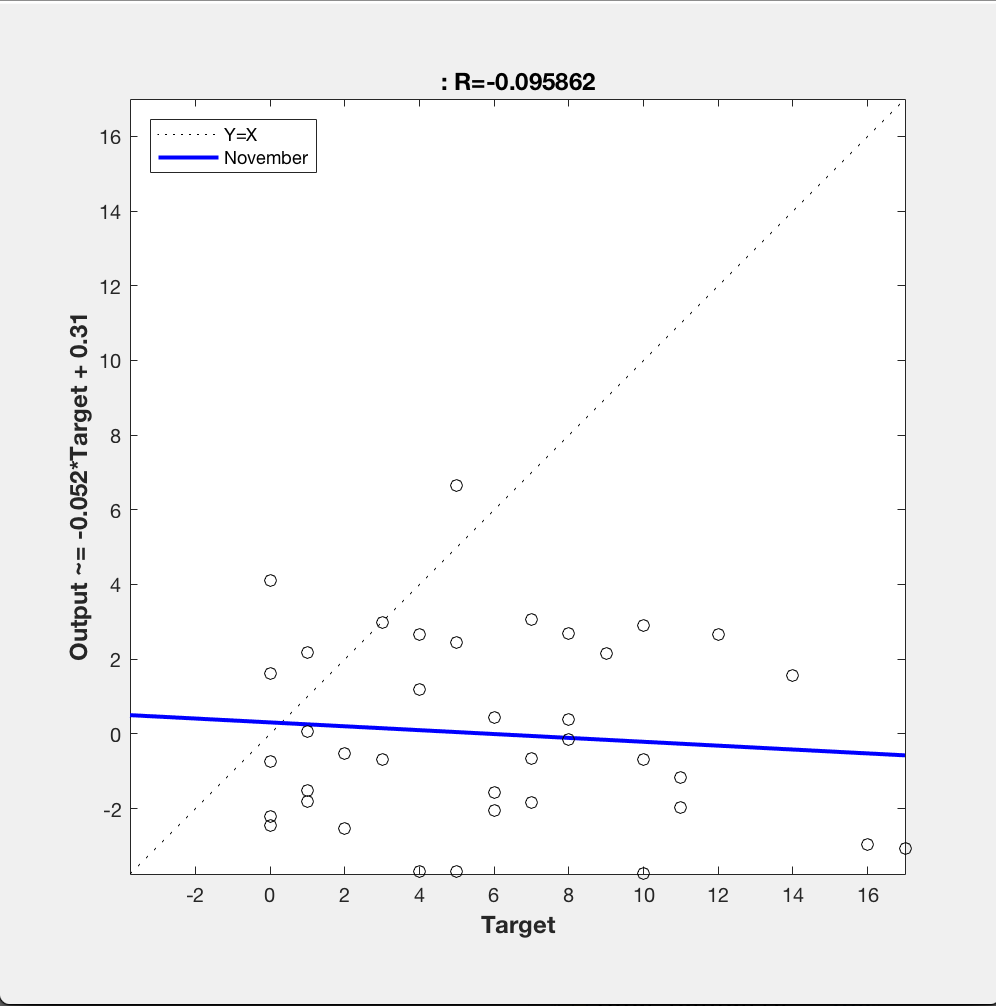 : R=-0.095862
Y=X
November
16
14
12
10
8
6
4
2
0
-2
Output ~= -0.052*Target + 0.31
-2 0 2 4 6 8 10 12 14 16
Target